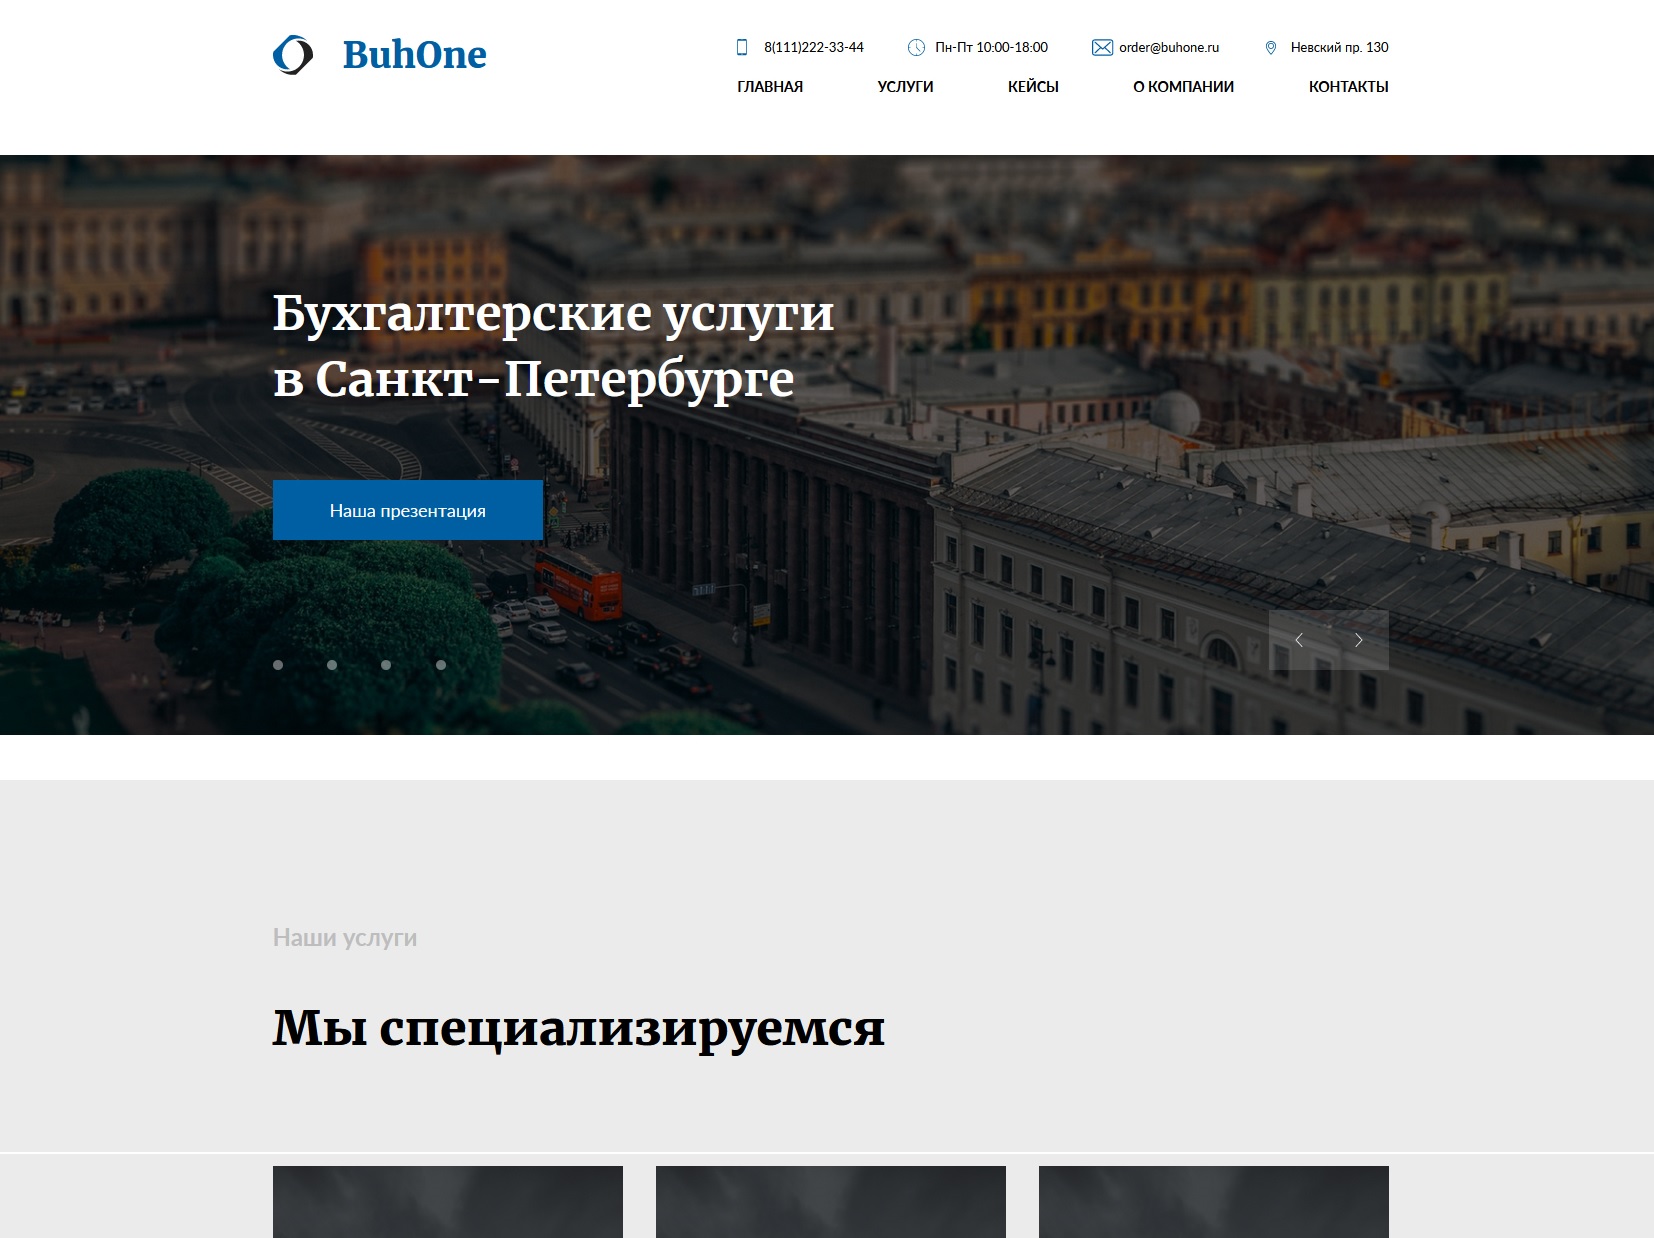 BuhOne
8(111)222-33-44
Пн-Пт 10:00-18:00
order@buhone.ru
Невский пр. 130
ГЛАВНАЯ
УСЛУГИ
КЕЙСЫ
О КОМПАНИИ
КОНТАКТЫ
Бухгалтерские услуги
в Санкт-Петербурге
Наша презентация
Наши услуги
Мы специализируемся